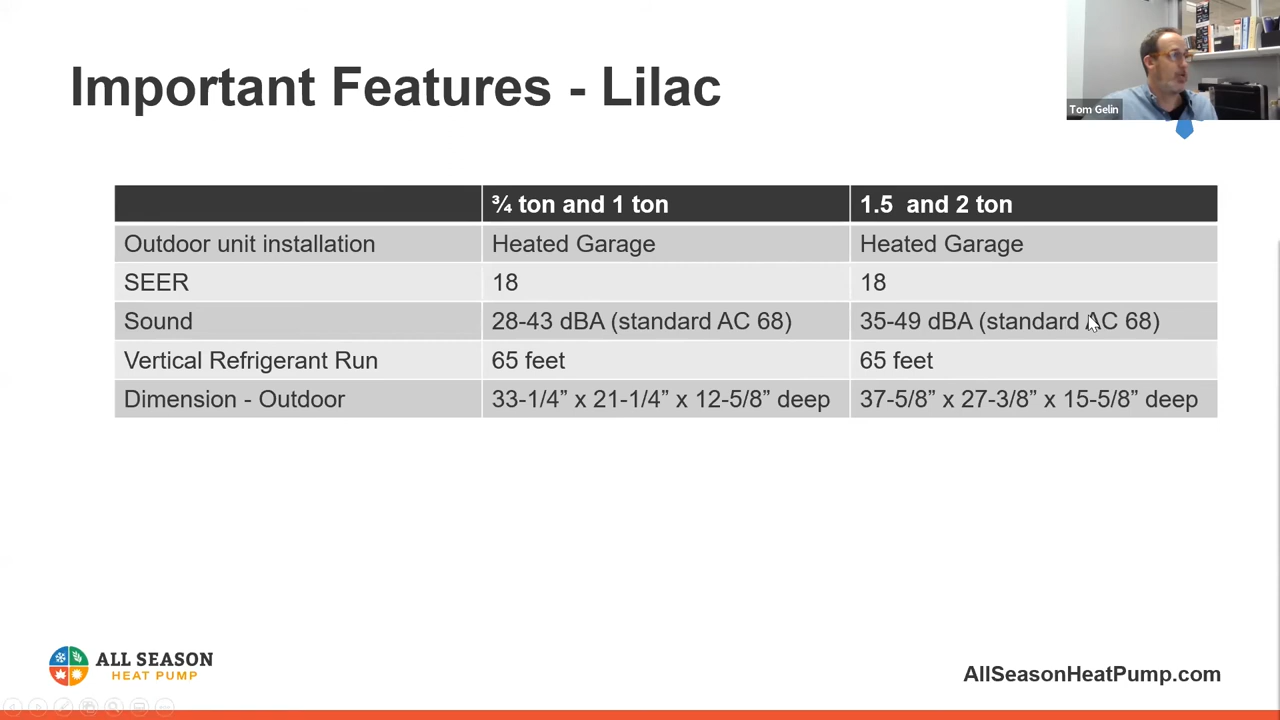 Important Features - Lilac
Tom Gelin
¾ ton and 1 ton
1.5 and 2 ton
Outdoor unit installation
Heated Garage
Heated Garage
SEER
18
18
Sound
28-43 dBA (standard AC 68)
35-49 dBA (standard AC 68)
Vertical Refrigerant Run
65 feet
65 feet
Dimension - Outdoor
33-1/4” x 21-1/4” x 12-5/8” deep
37-5/8” x 27-3/8” x 15-5/8” deep
ALL SEASON
HEAT PUMP
AllSeasonHeatPump.com